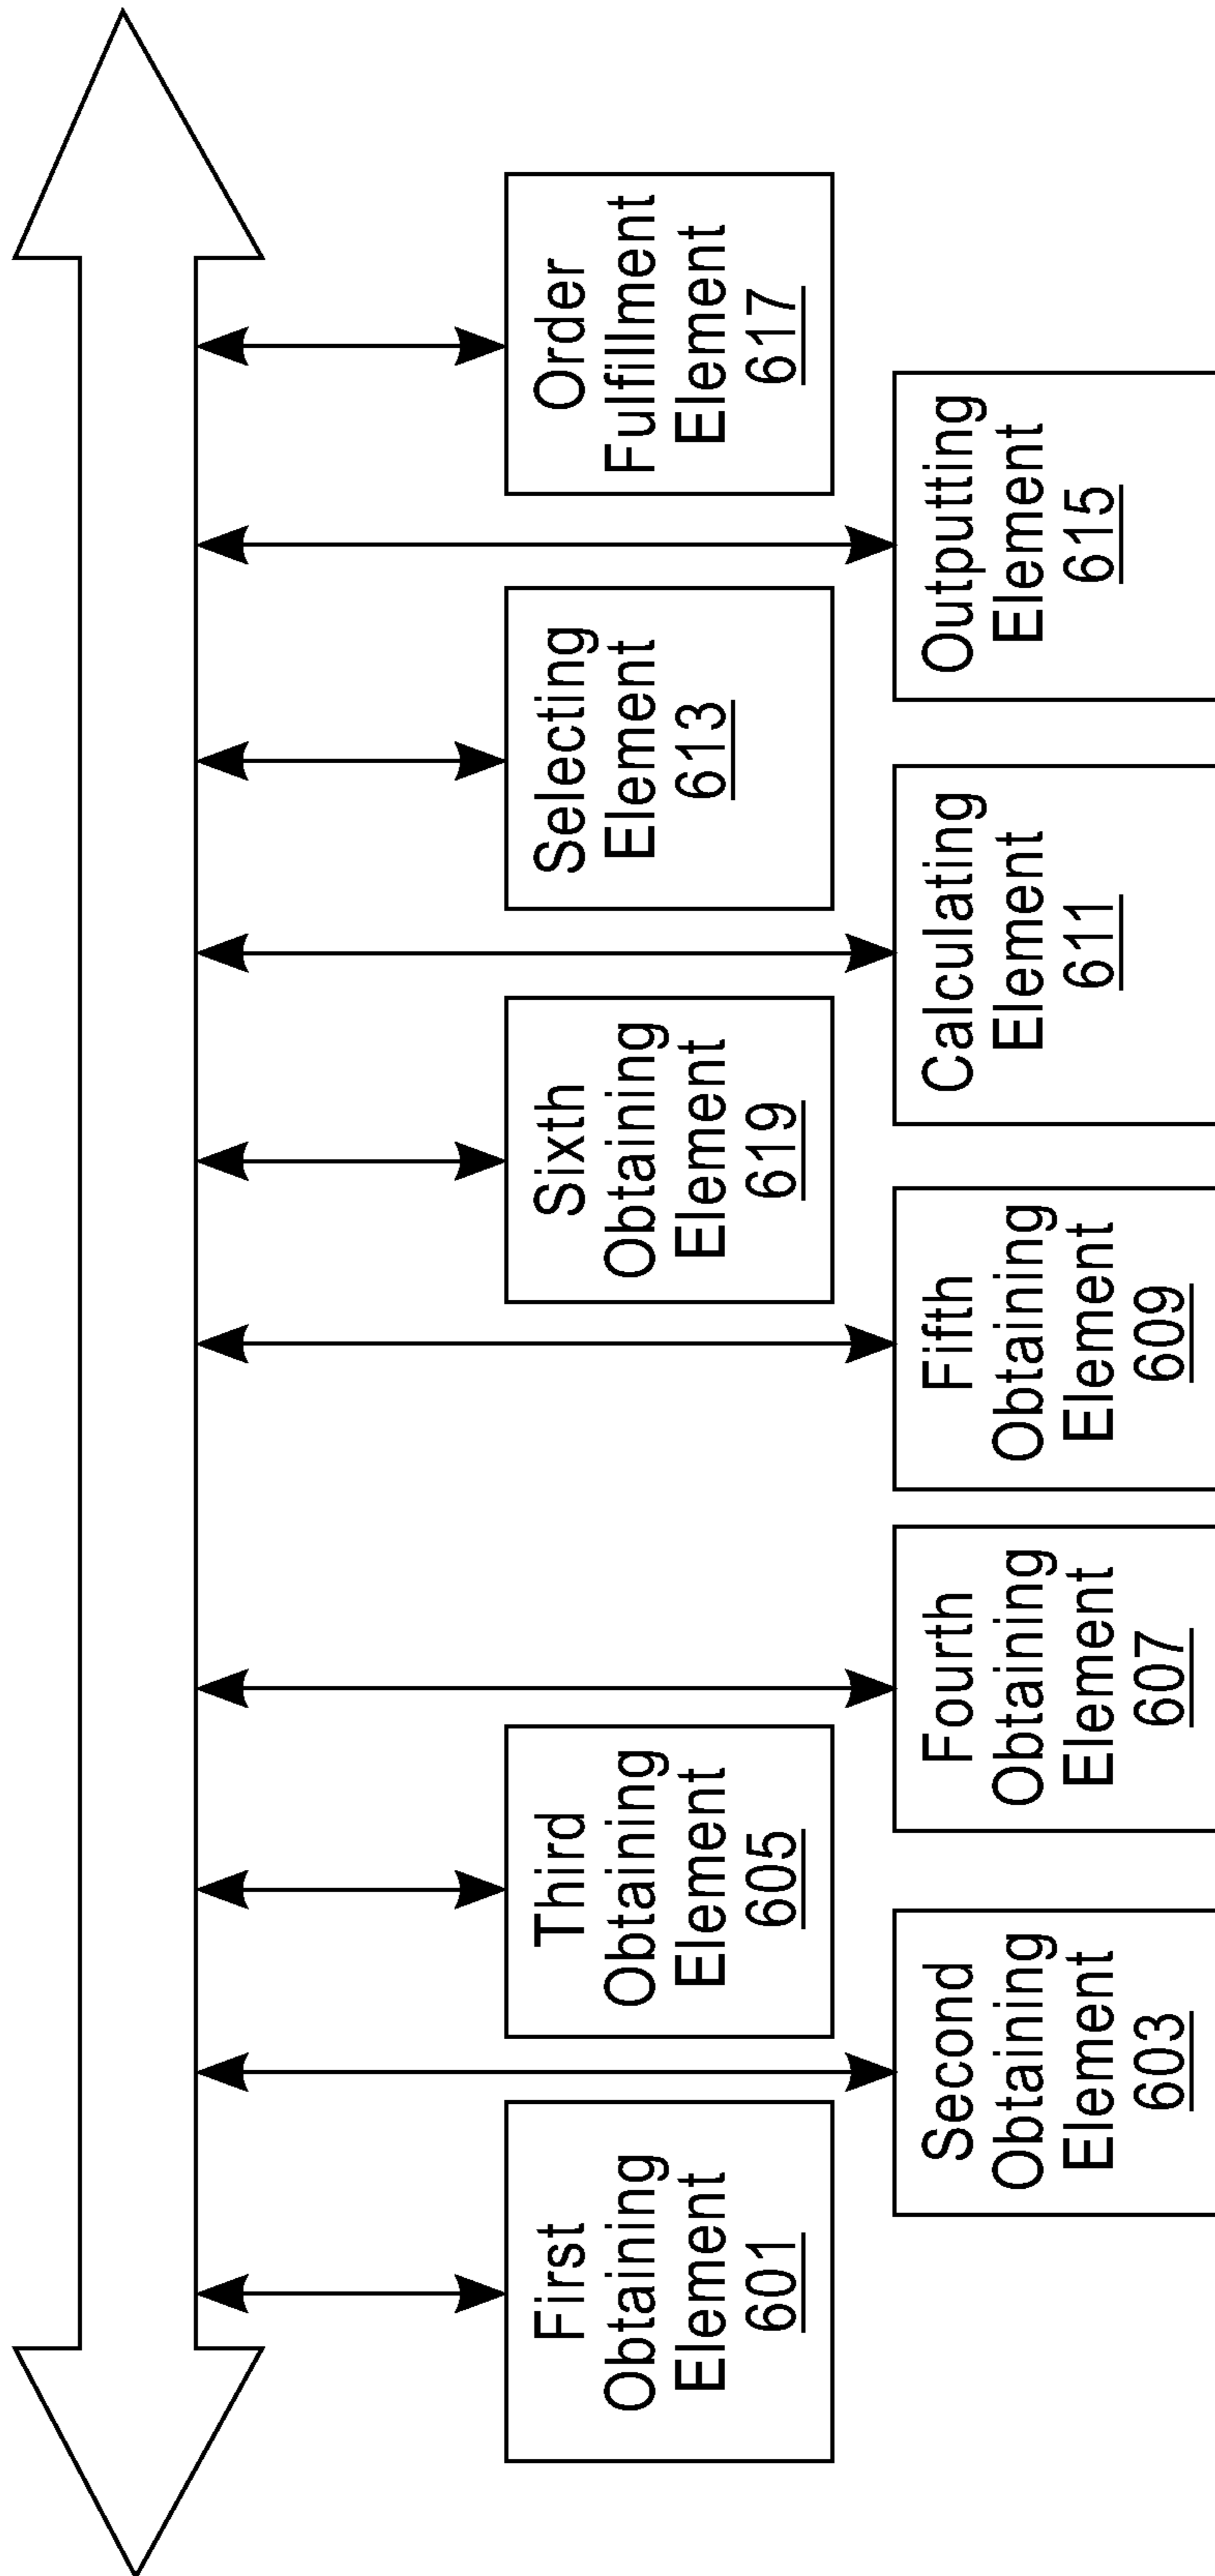 First
Obtaining
Element
601
Third
Obtaining
Element
605
Sixth
Obtaining
Element
619
Selecting
Element
613
Order
Fulfillment
Element
617
Second
Obtaining
Element
603
Fourth
Obtaining
Element
607
Fifth
Obtaining
Element
609
Calculating
Element
611
Outputting
Element
615